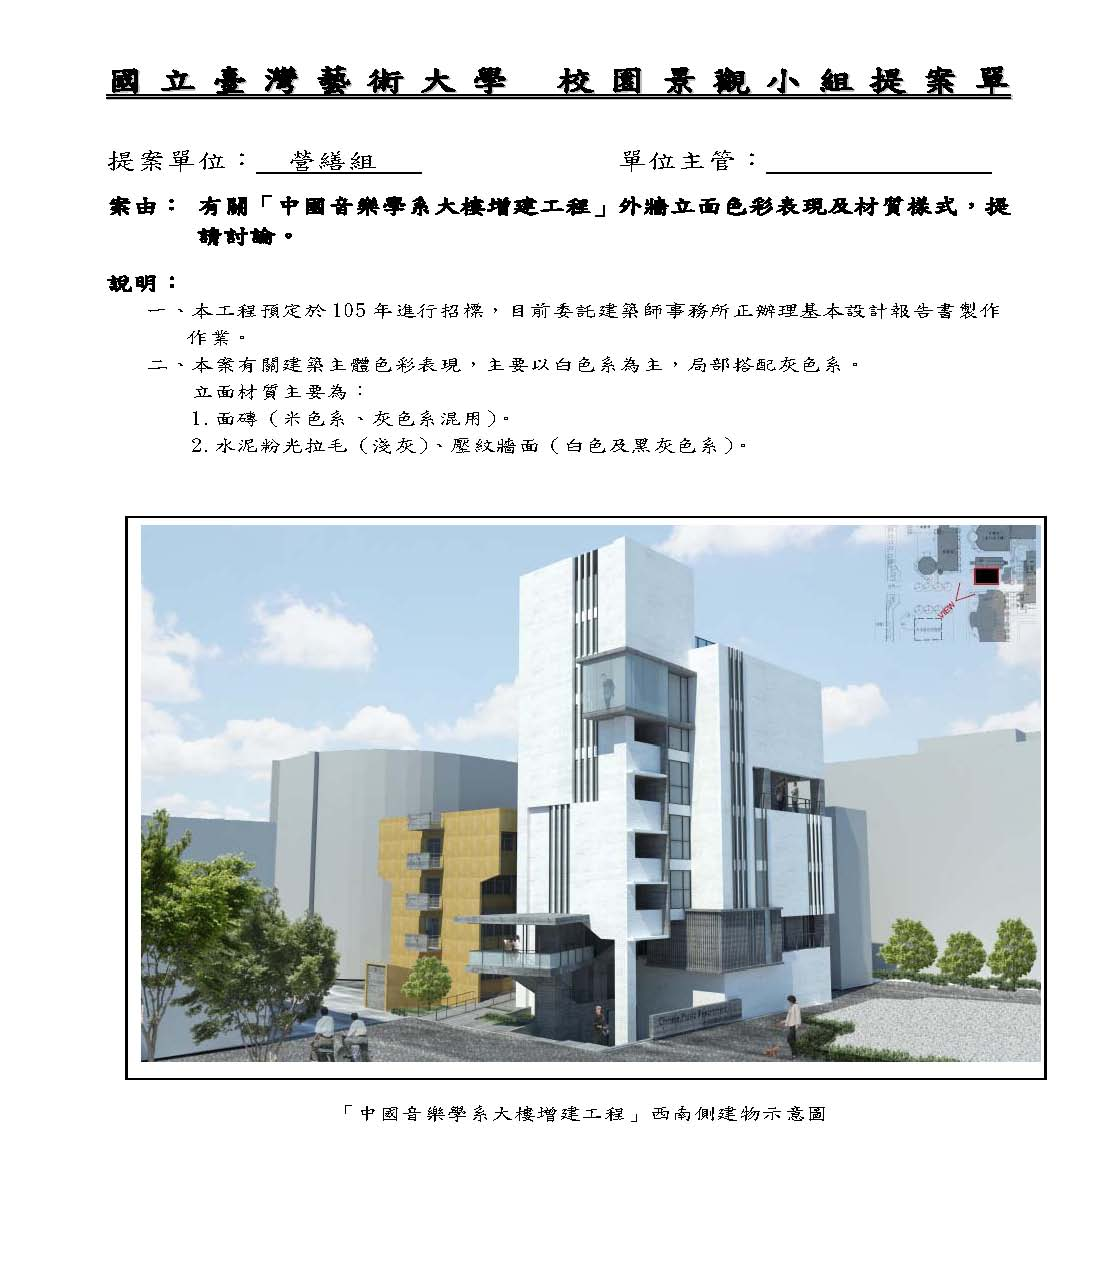 國立臺灣藝術大學 校園景觀小組提案單
提案單位： 營繕組 單位主管：
案由： 有關「中國音樂學系大樓增建工程」外牆立面色彩表現及材質樣式，提
請討論。
說明：
一、本工程預定於 105 年進行招標，目前委託建築師事務所正辦理基本設計報告書製作
作業。
二、本案有關建築主體色彩表現，主要以白色系為主，局部搭配灰色系。
立面材質主要為：
1.面磚（米色系、灰色系混用）。
2.水泥粉光拉毛（淺灰）、壓紋牆面（白色及黑灰色系）。
VIEW
Chinese Music Department
「中國音樂學系大樓增建工程」西南側建物示意圖